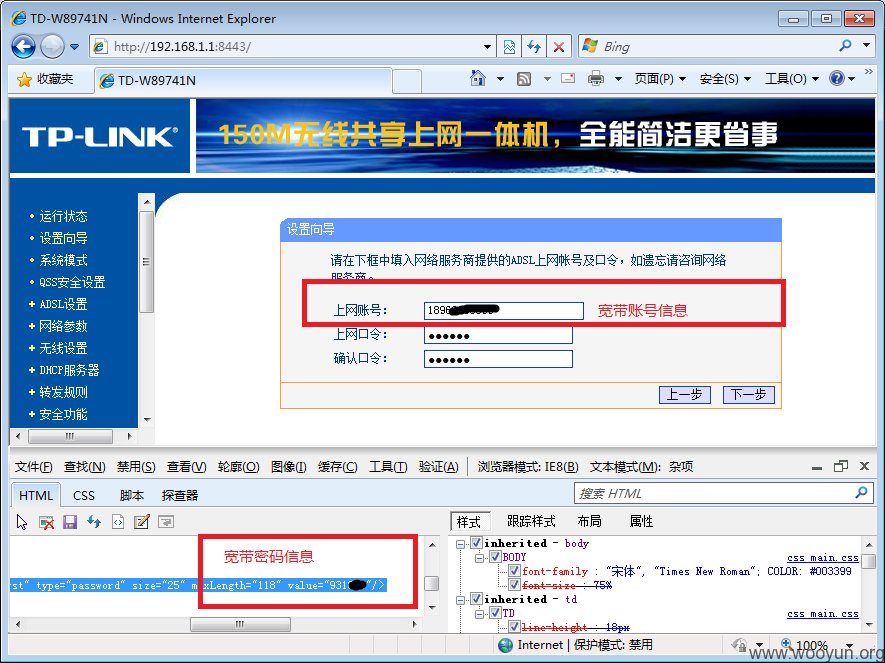 TD-W89741N - Windows Internet Explorer
http://192.168.1.1:8443/
Bing
收藏夹
TD-W89741N
页面(P)
安全(S)
工具(O)
TP-LINK®
150M无线共享上网一体机,全能简洁更省事
• 运行状态
• 设置向导
• 系统模式
• QSS安全设置
+ ADSL设置
+ 网络参数
+ 无线设置
+ DHCP服务器
+ 转发规则
+ 安全功能
设置向导
请在下框中填入网络服务商提供的ADSL上网帐号及口令,如遗忘请咨询网络
服务商。
上网账号:
宽带账号信息
上网口令:
●●●●●●
确认口令:
●●●●●●
上一步
下一步
文件(F) 查找(N) 禁用(S) 查看(V) 轮廓(O) 图像(I) 缓存(C) 工具(T) 验证(A)
浏览器模式: IE8(B)
文本模式(M): 杂项
HTML CSS 脚本 探查器
搜索 HTML
宽带密码信息
st" type="password" size="25" maxLength="118" value="931
"/>
样式 跟踪样式 布局 属性
inherited - body
BODY
css_main.css
font-family : "宋体", "Times New Roman"; COLOR: #003399
font-size : 75%
inherited - td
TD
css_main.css
line-height : 18px
Internet | 保护模式: 禁用
100%
www.wooyun.org